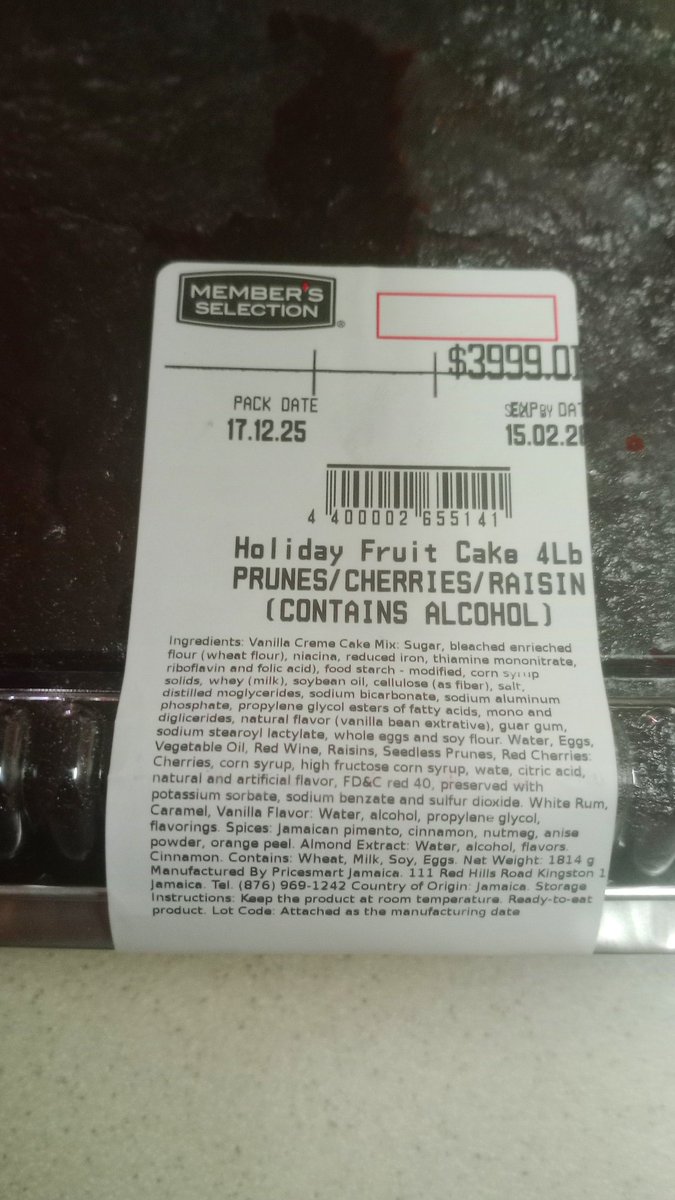 MEMBER'S
SELECTION®
$3999.01
PACK DATE
17.12.25
15.02.2
4 400002 655141
Holiday Fruit Cake 4Lb
PRUNES/CHERRIES/RAISIN
(CONTAINS ALCOHOL)
Ingredients: Vanilla Creme Cake Mix: Sugar, bleached enrieched
flour (wheat flour), niacina, reduced iron, thiamine mononitrate,
riboflavin and folic acid), food starch - modified, corn syrup
solids, whey (milk), soybean oil, cellulose (as fiber), salt,
distilled moglycerides, sodium bicarbonate, sodium aluminum
phosphate, propylene glycol esters of fatty acids, mono and
diglicerides, natural flavor (vanilla bean extrative), guar gum,
sodium stearoyl lactylate, whole eggs and soy flour. Water, Eggs,
Vegetable Oil, Red Wine, Raisins, Seedless Prunes, Red Cherries:
Cherries, corn syrup, high fructose corn syrup, wate, citric acid,
natural and artificial flavor, FD&C red 40, preserved with
potassium sorbate, sodium benzate and sulfur dioxide. White Rum,
Caramel, Vanilla Flavor: Water, alcohol, propylene glycol,
flavorings. Spices: Jamaican pimento, cinnamon, nutmeg, anise
powder, orange peel. Almond Extract: Water, alcohol, flavors.
Cinnamon. Contains: Wheat, Milk, Soy, Eggs. Net Weight: 1814 g
Manufactured By Pricesmart Jamaica. 111 Red Hills Road Kingston 1
Jamaica. Tel. (876) 969-1242 Country of Origin: Jamaica. Storage
Instructions: Keep the product at room temperature. Ready-to-eat
product. Lot Code: Attached as the manufacturing date